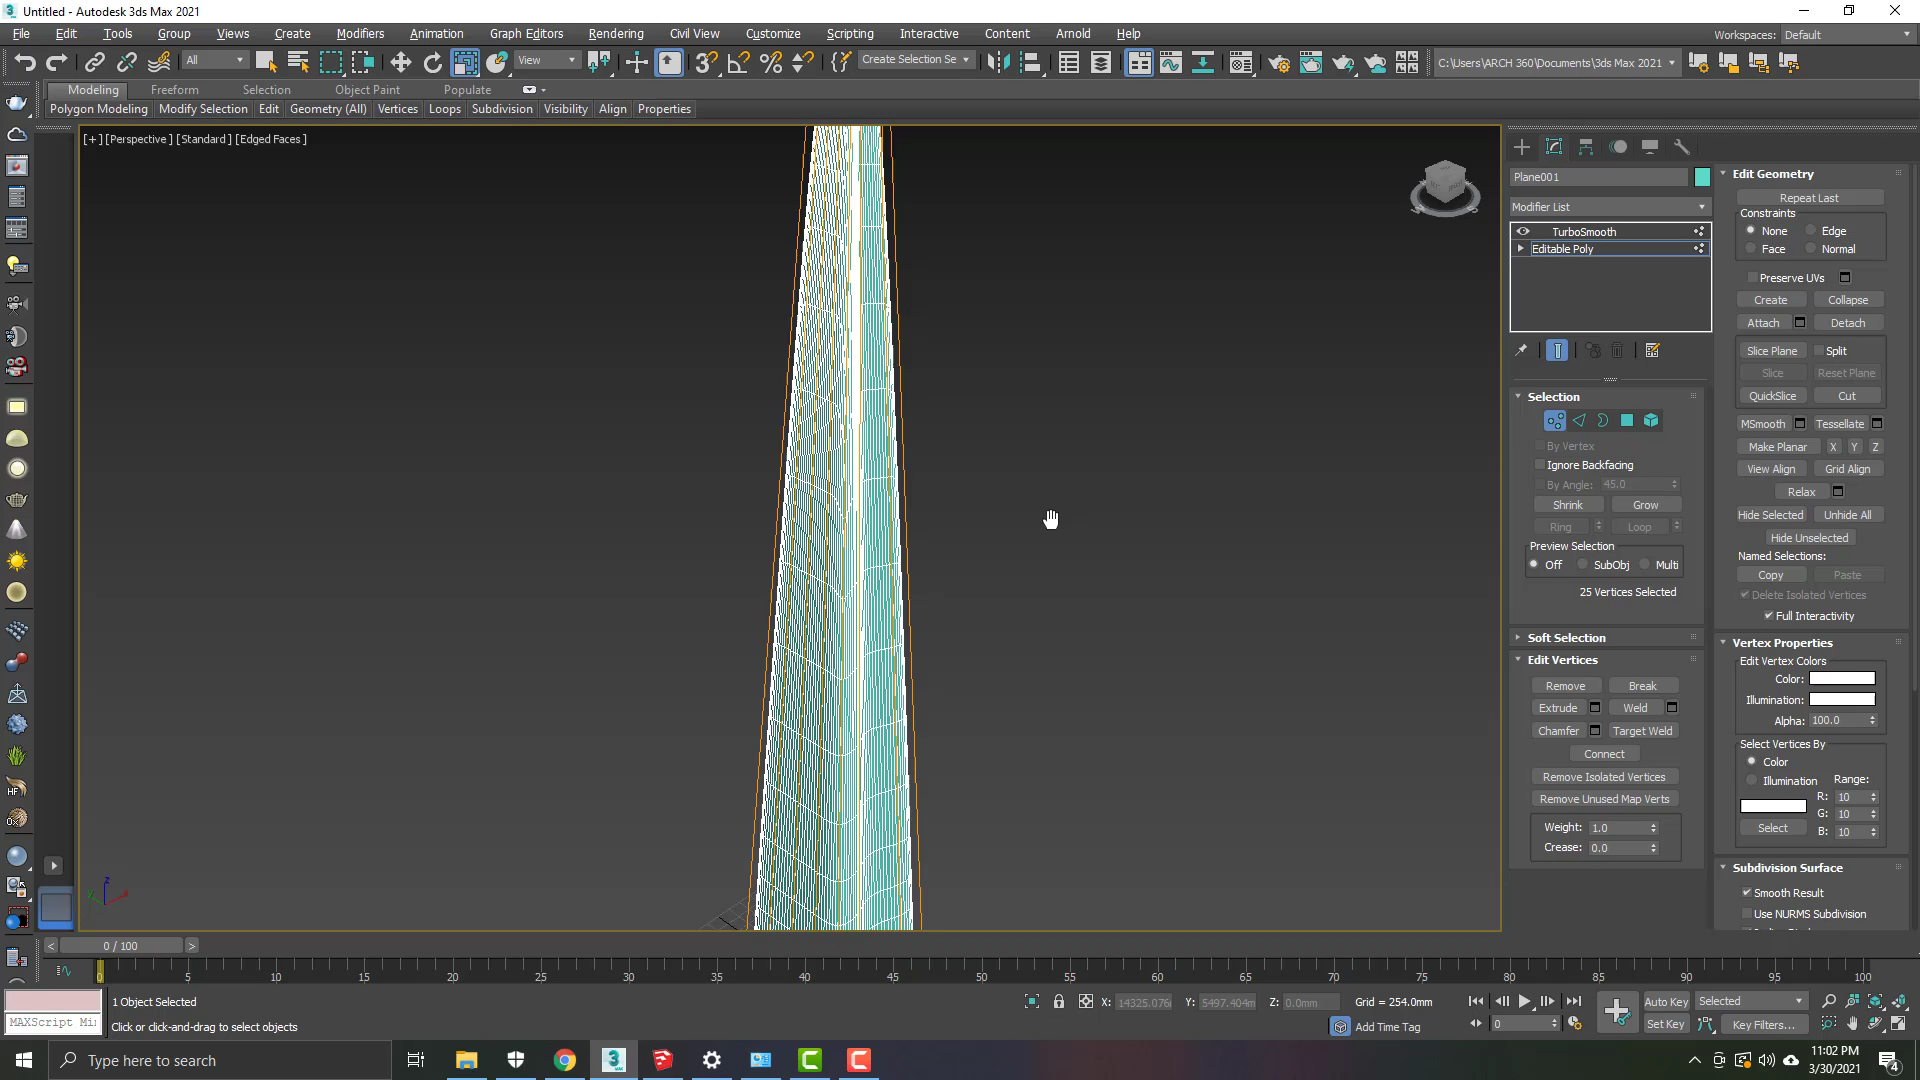 Untitled - Autodesk 3ds Max 2021
File Edit Tools Group Views Create Modifiers Animation Graph Editors Rendering Civil View Customize Scripting Interactive Content Arnold Help
Workspaces: Default
All View Create Selection Se C:\Users\ARCH 360\Documents\3ds Max 2021
Modeling Freeform Selection Object Paint Populate
Polygon Modeling Modify Selection Edit Geometry (All) Vertices Loops Subdivision Visibility Align Properties
[+] [Perspective ] [Standard ] [Edged Faces ]
Plane001
Modifier List
TurboSmooth
Editable Poly
Selection
By Vertex
Ignore Backfacing
By Angle: 45.0
Shrink Grow
Ring Loop
Preview Selection
Off SubObj Multi
25 Vertices Selected
Soft Selection
Edit Vertices
Remove Break
Extrude Weld
Chamfer Target Weld
Connect
Remove Isolated Vertices
Remove Unused Map Verts
Weight: 1.0
Crease: 0.0
Edit Geometry
Repeat Last
Constraints
None Edge
Face Normal
Preserve UVs
Create Collapse
Attach Detach
Slice Plane Split
Slice Reset Plane
QuickSlice Cut
MSmooth Tessellate
Make Planar X Y Z
View Align Grid Align
Relax
Hide Selected Unhide All
Hide Unselected
Named Selections:
Copy Paste
Delete Isolated Vertices
Full Interactivity
Vertex Properties
Edit Vertex Colors
Color:
Illumination:
Alpha: 100.0
Select Vertices By
Color
Illumination Range:
R: 10
G: 10
B: 10
Select
Subdivision Surface
Smooth Result
Use NURMS Subdivision
z
x
0 / 100
0 5 10 15 20 25 30 35 40 45 50 55 60 65 70 75 80 85 90 95 100
1 Object Selected
X: 14325.076 Y: 5497.404m Z: 0.0mm Grid = 254.0mm
Auto Key Selected
MAXScript Mi
Click or click-and-drag to select objects
Add Time Tag
0
Set Key Key Filters...
Type here to search
11:02 PM
3/30/2021
4